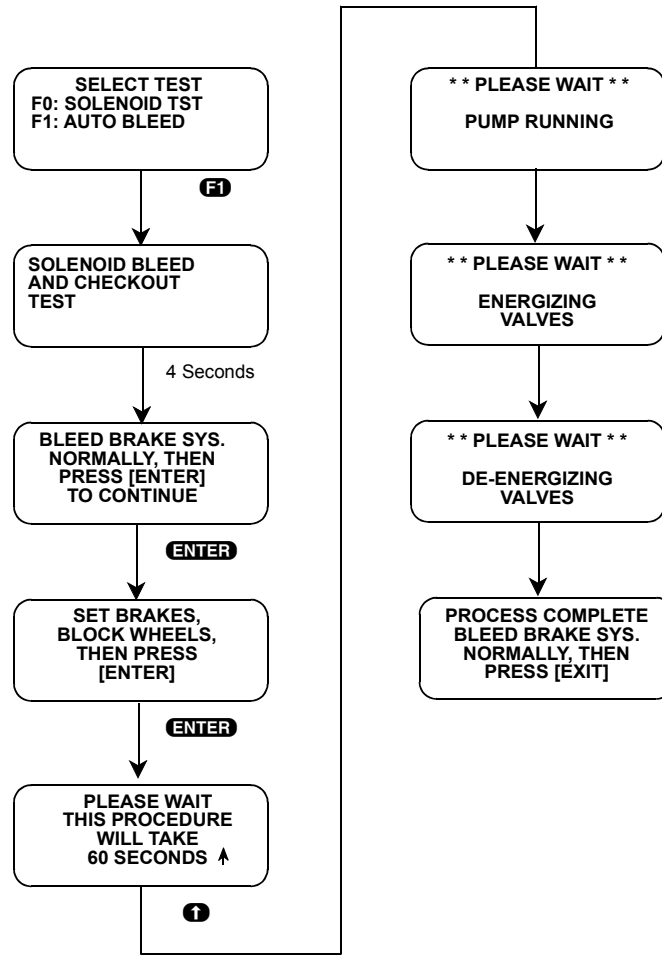 SELECT TEST
F0: SOLENOID TST
F1: AUTO BLEED
F1
SOLENOID BLEED
AND CHECKOUT
TEST
4 Seconds
BLEED BRAKE SYS.
NORMALLY, THEN
PRESS [ENTER]
TO CONTINUE
ENTER
SET BRAKES,
BLOCK WHEELS,
THEN PRESS
[ENTER]
ENTER
PLEASE WAIT
THIS PROCEDURE
WILL TAKE
60 SECONDS ↑
↑
* * PLEASE WAIT * *
PUMP RUNNING
* * PLEASE WAIT * *
ENERGIZING
VALVES
* * PLEASE WAIT * *
DE-ENERGIZING
VALVES
PROCESS COMPLETE
BLEED BRAKE SYS.
NORMALLY, THEN
PRESS [EXIT]